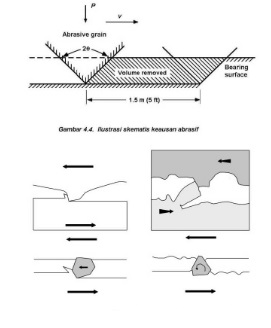 P
v
Abrasive grain
2θ
Volume removed
Bearing
surface
1.5 m (5 ft)
Gambar 4.4. Ilustrasi skematis keausan abrasif